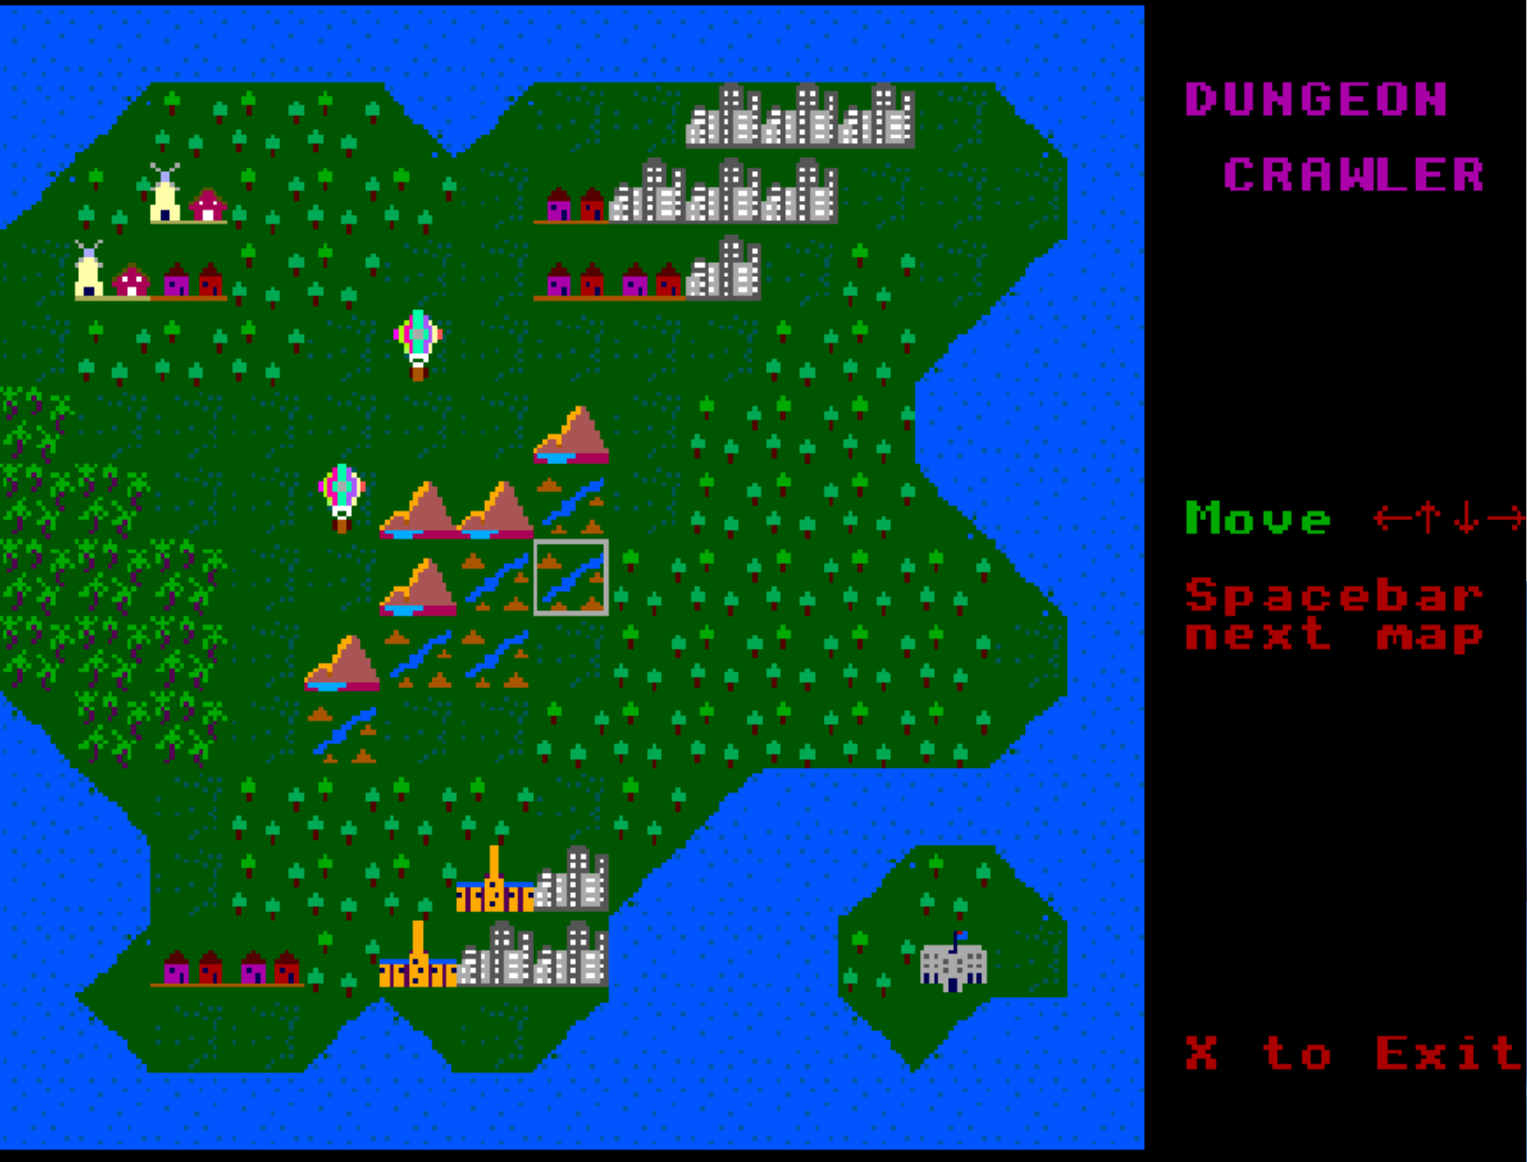 DUNGEON
CRAWLER
Move ←↑↓→
Spacebar
next map
X to Exit